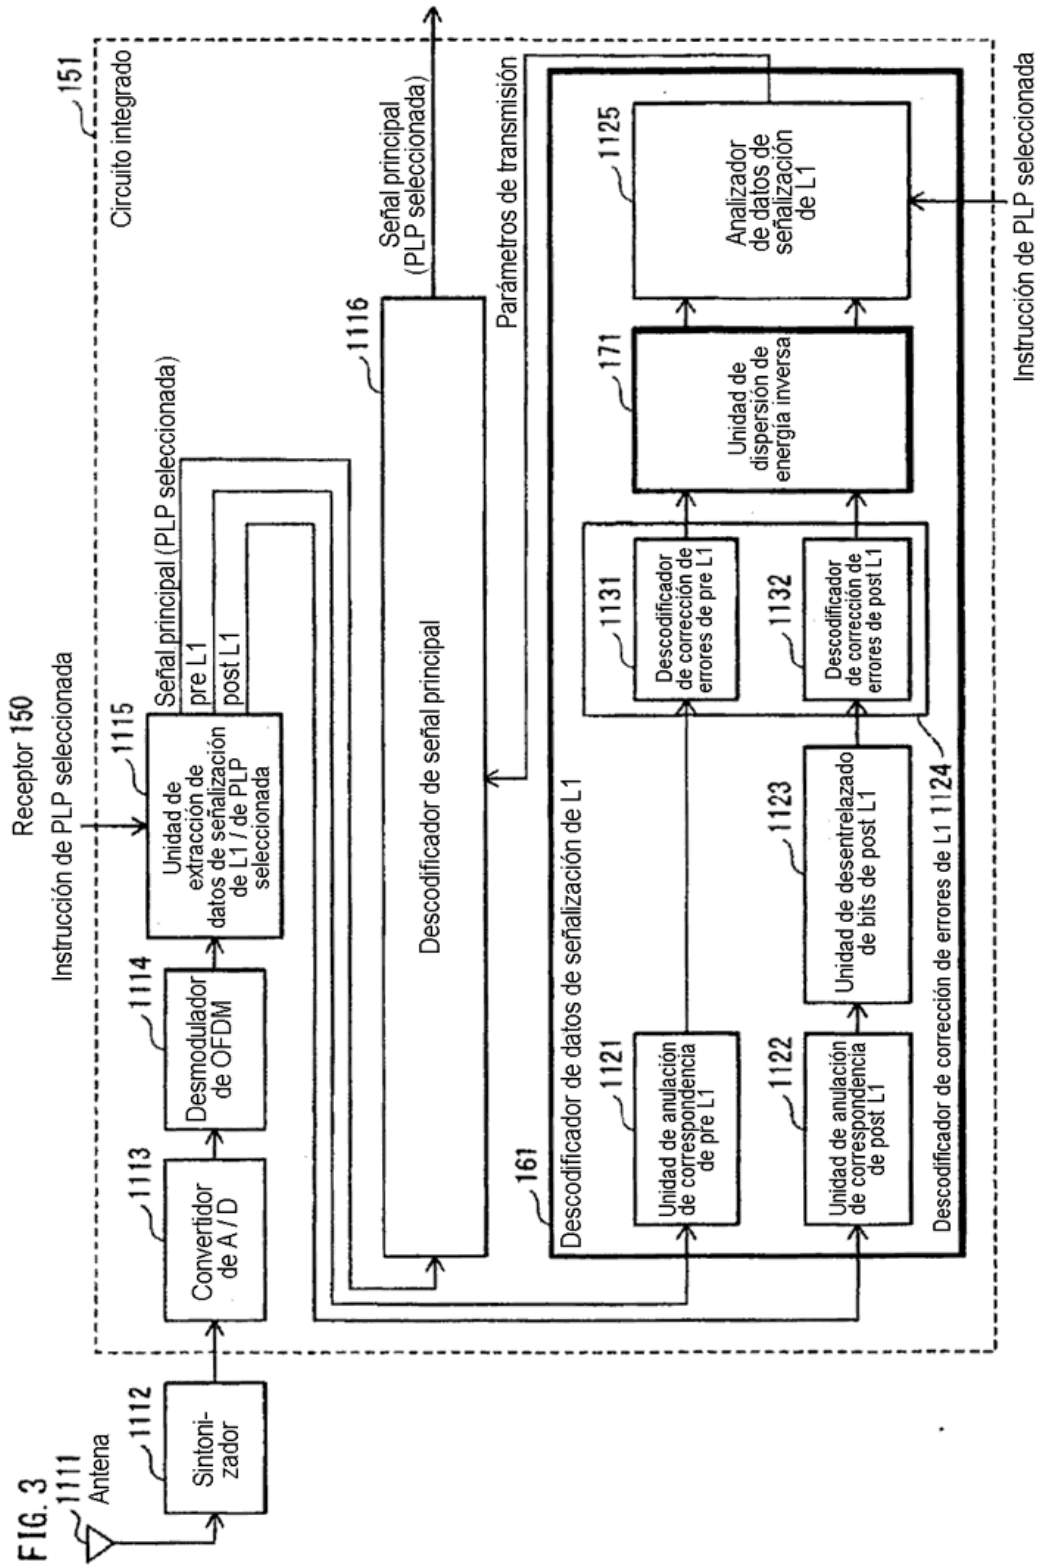 FIG. 3
Receptor 150
Instrucción de PLP seleccionada
1111
Antena
1112
Sintoni-
zador
151
Circuito integrado
1113
Convertidor
de A / D
1114
Desmodulador
de OFDM
1115
Unidad de
extracción de
datos de señalización
de L1 / de PLP
seleccionada
Señal principal (PLP seleccionada)
pre L1
post L1
1116
Descodificador de señal principal
Señal principal
(PLP seleccionada)
Parámetros de transmisión
161
Descodificador de datos de señalización de L1
1121
Unidad de anulación
de correspondencia
de pre L1
1122
Unidad de anulación
de correspondencia
de post L1
1123
Unidad de desentrelazado
de bits de post L1
1131
Descodificador
de corrección de
errores de pre L1
1132
Descodificador
de corrección de
errores de post L1
Descodificador de corrección de errores de L1 1124
171
Unidad de
dispersión de
energía inversa
1125
Analizador
de datos de
señalización
de L1
Instrucción de PLP seleccionada